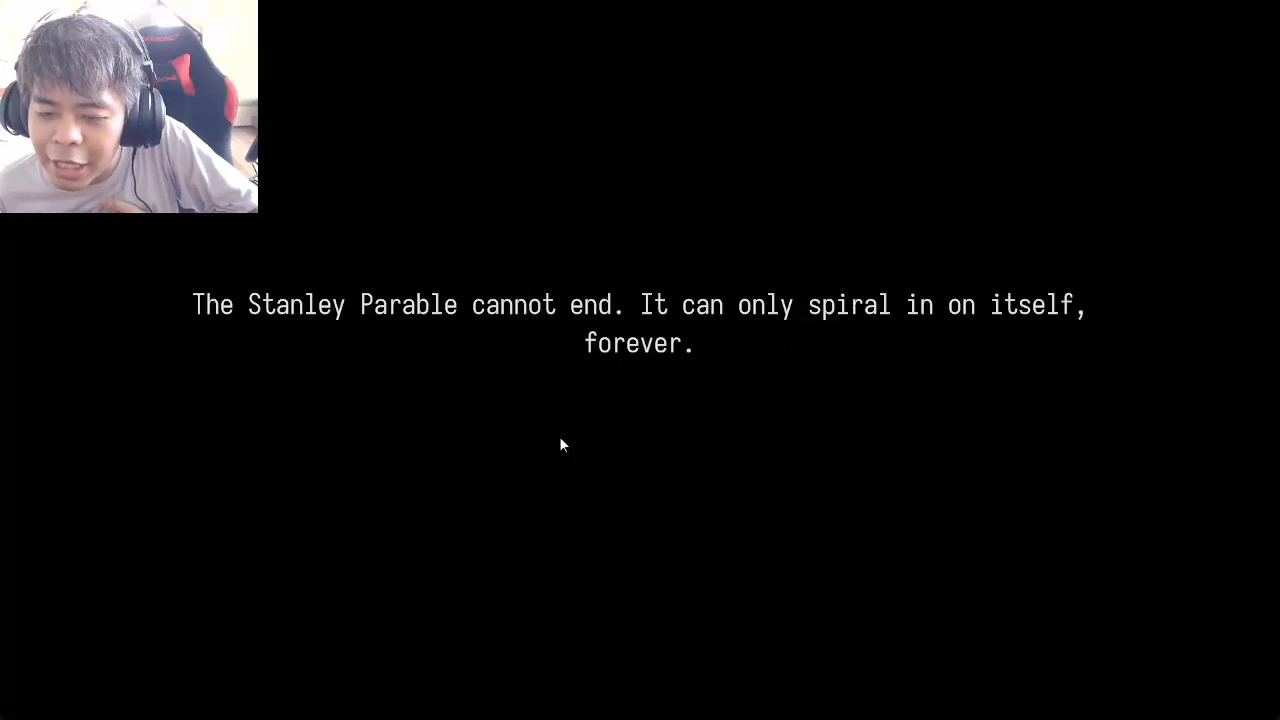 The Stanley Parable cannot end. It can only spiral in on itself,
forever.